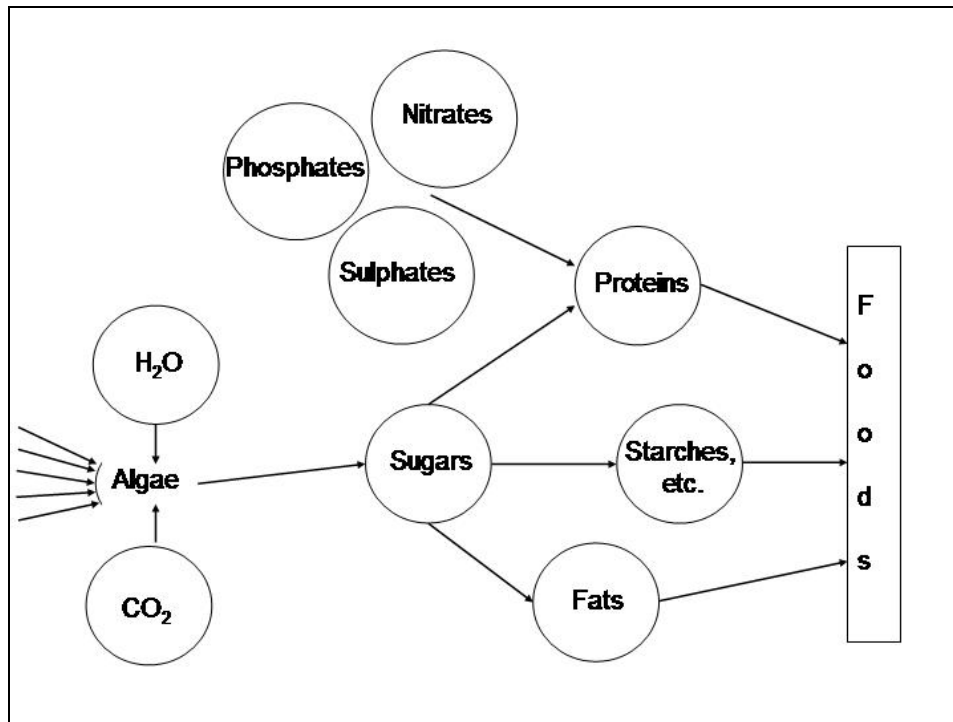 Nitrates
Phosphates
Sulphates
Proteins
H₂O
Algae
Sugars
Starches,
etc.
CO₂
Fats
F
o
o
d
s